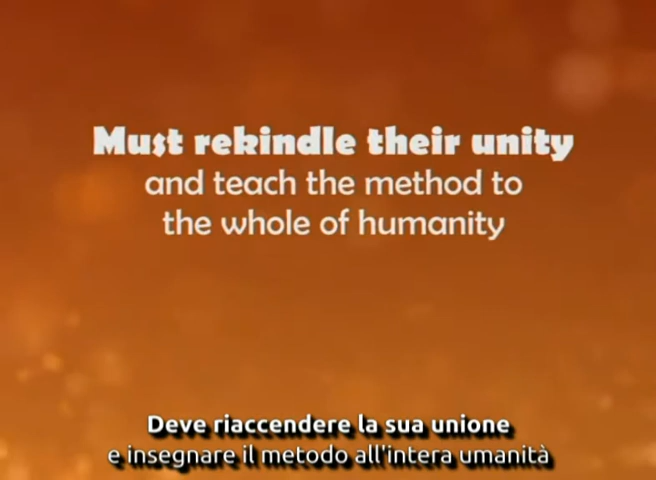 Must rekindle their unity
and teach the method to
the whole of humanity
Deve riaccendere la sua unione
e insegnare il metodo all'intera umanità